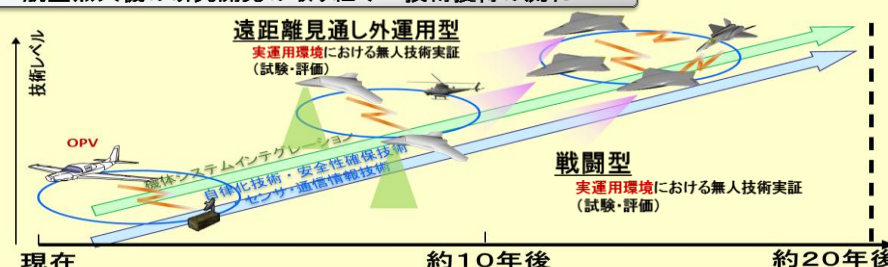 遠距離見通し外運用型
実運用環境における無人技術実証
(試験・評価)
技術レベル
OPV
機体システムインテグレーション
自律化技術・安全性確保技術
センサ・通信情報技術
戦闘型
実運用環境における無人技術実証
(試験・評価)
現在
約10年後
約20年後